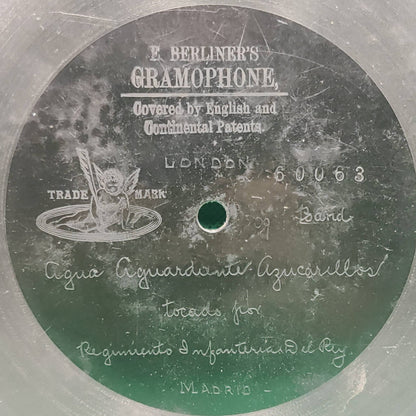 E. BERLINER'S
GRAMOPHONE,
Covered by English and
Continental Patents.
LONDON 60063
TRADE MARK
Band
Agua Aguardante Azucarillos
tocado por
Regimiento Infanteria Del Rey
MADRID -